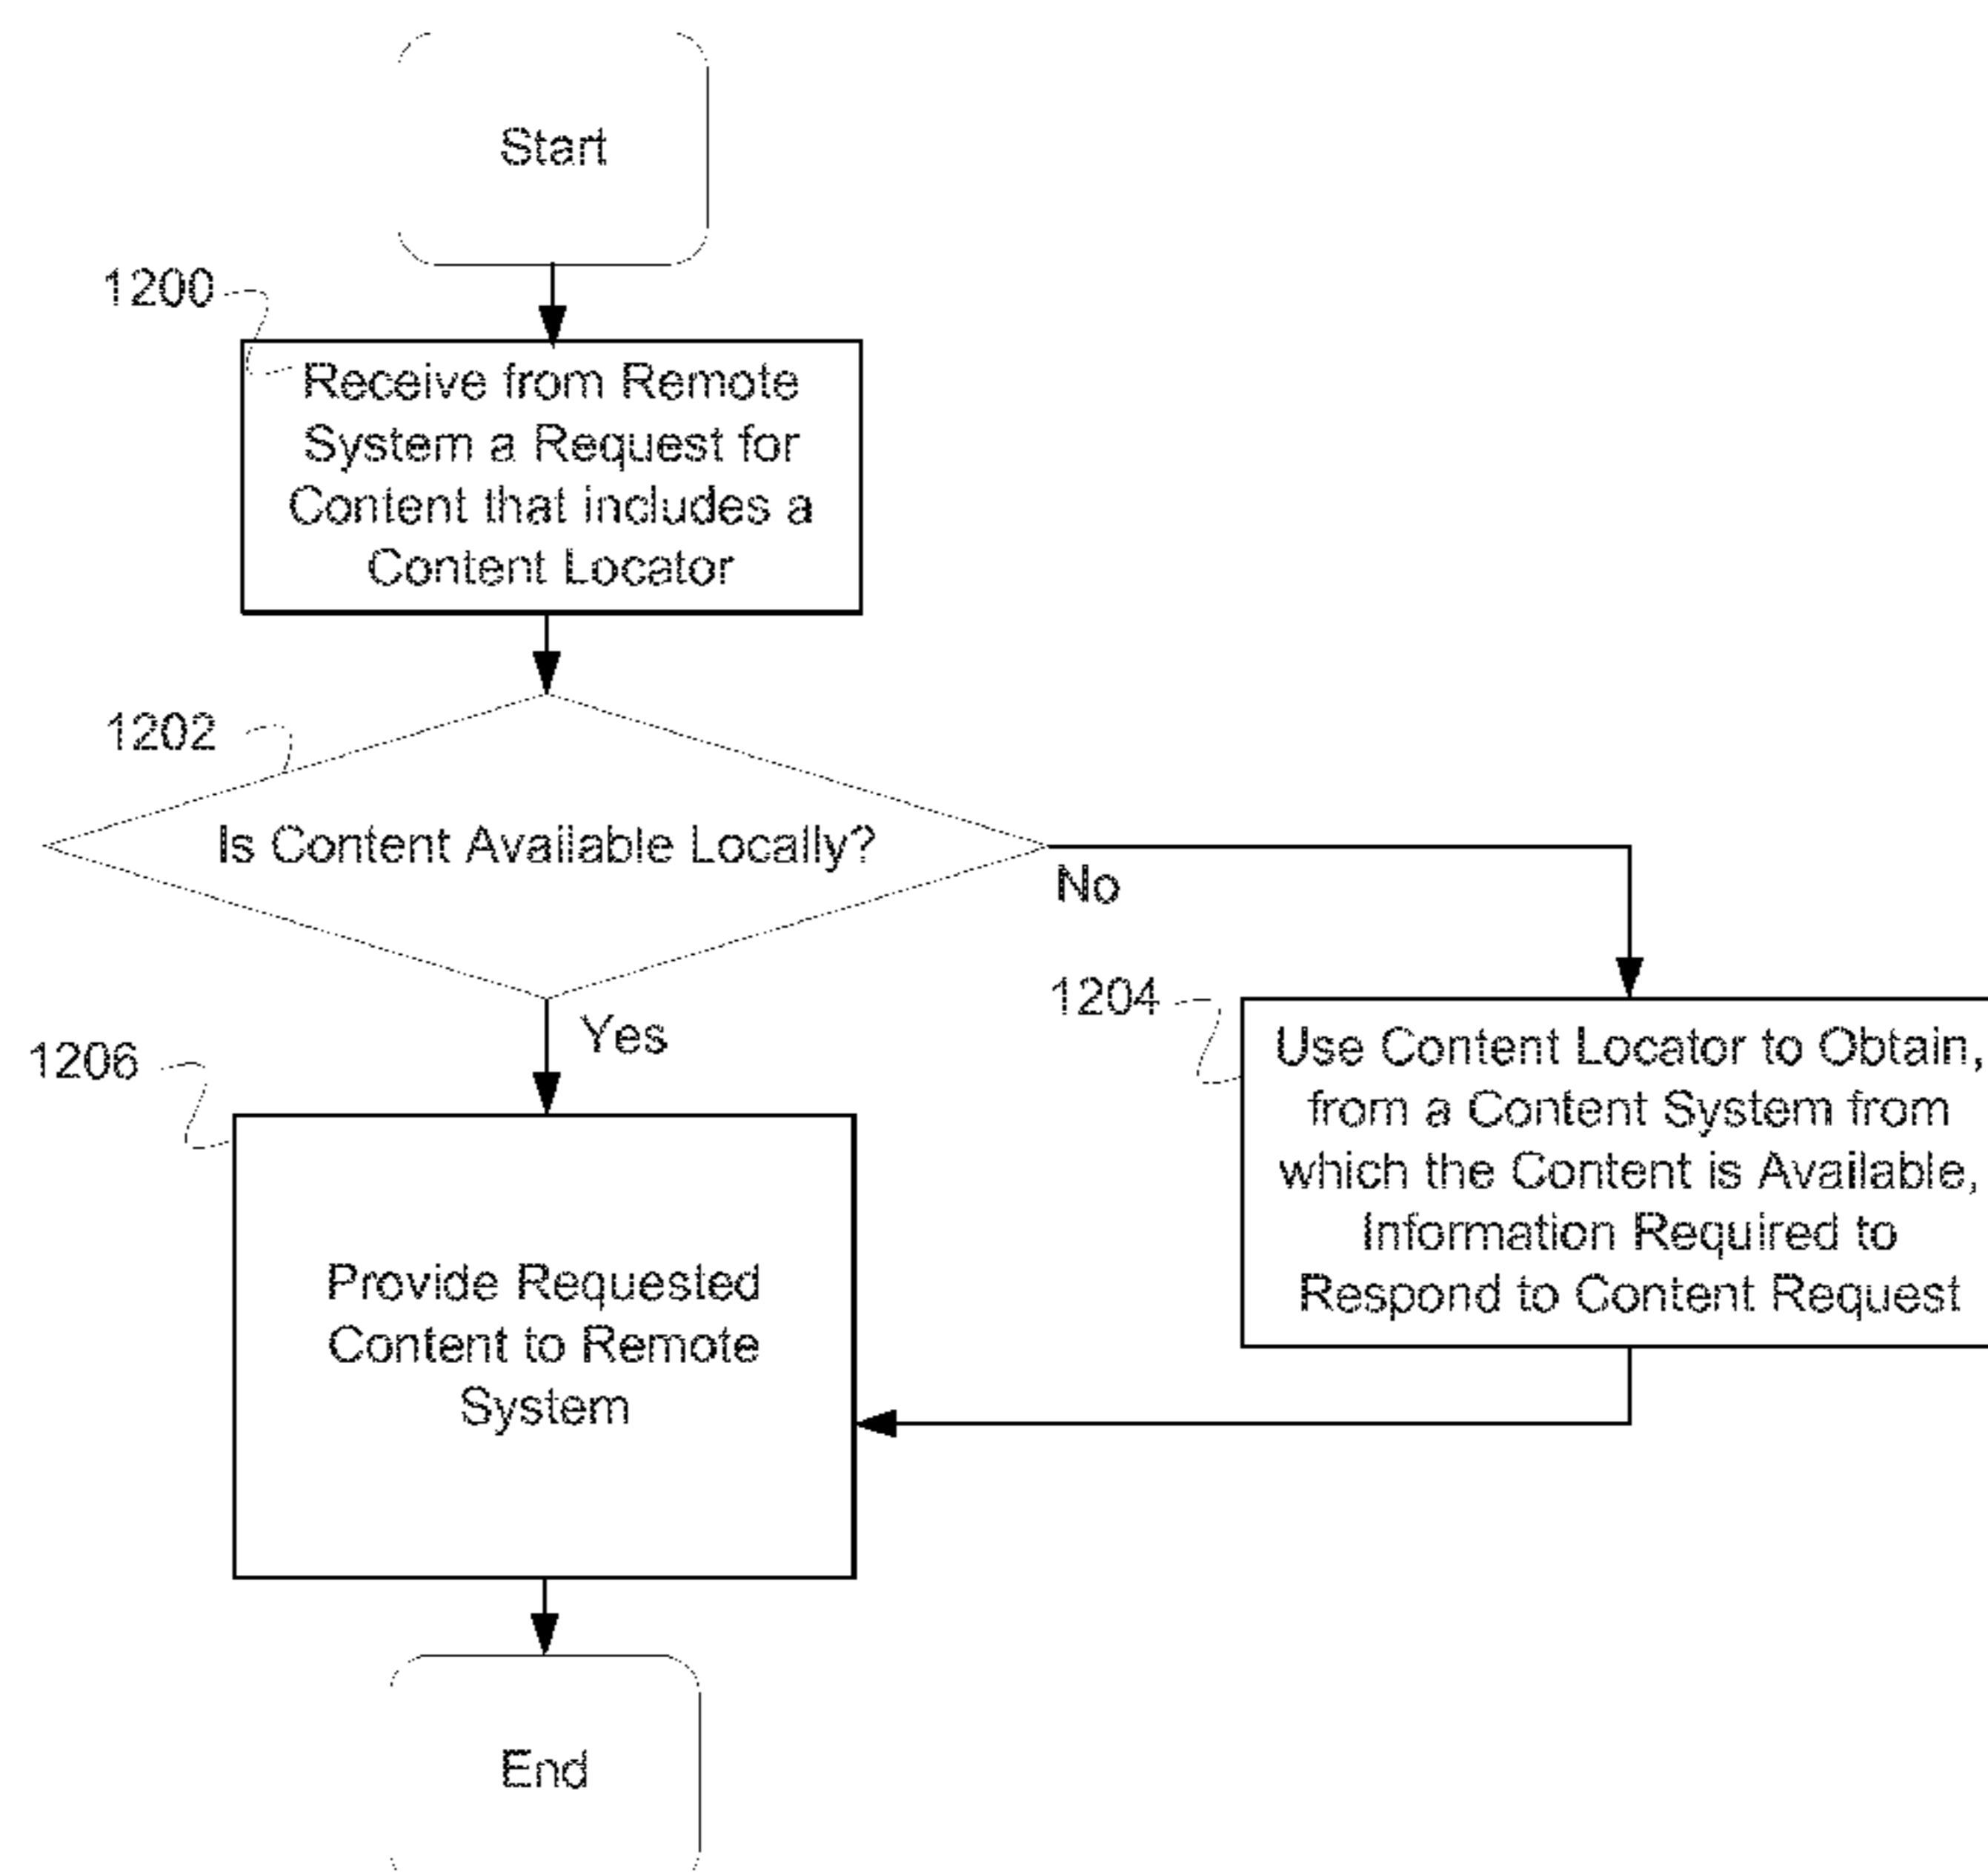 Start
1200
Receive from Remote
System a Request for
Content that includes a
Content Locator
1202
Is Content Available Locally?
No
Yes
1204
Use Content Locator to Obtain,
from a Content System from
which the Content is Available,
Information Required to
Respond to Content Request
1206
Provide Requested
Content to Remote
System
End